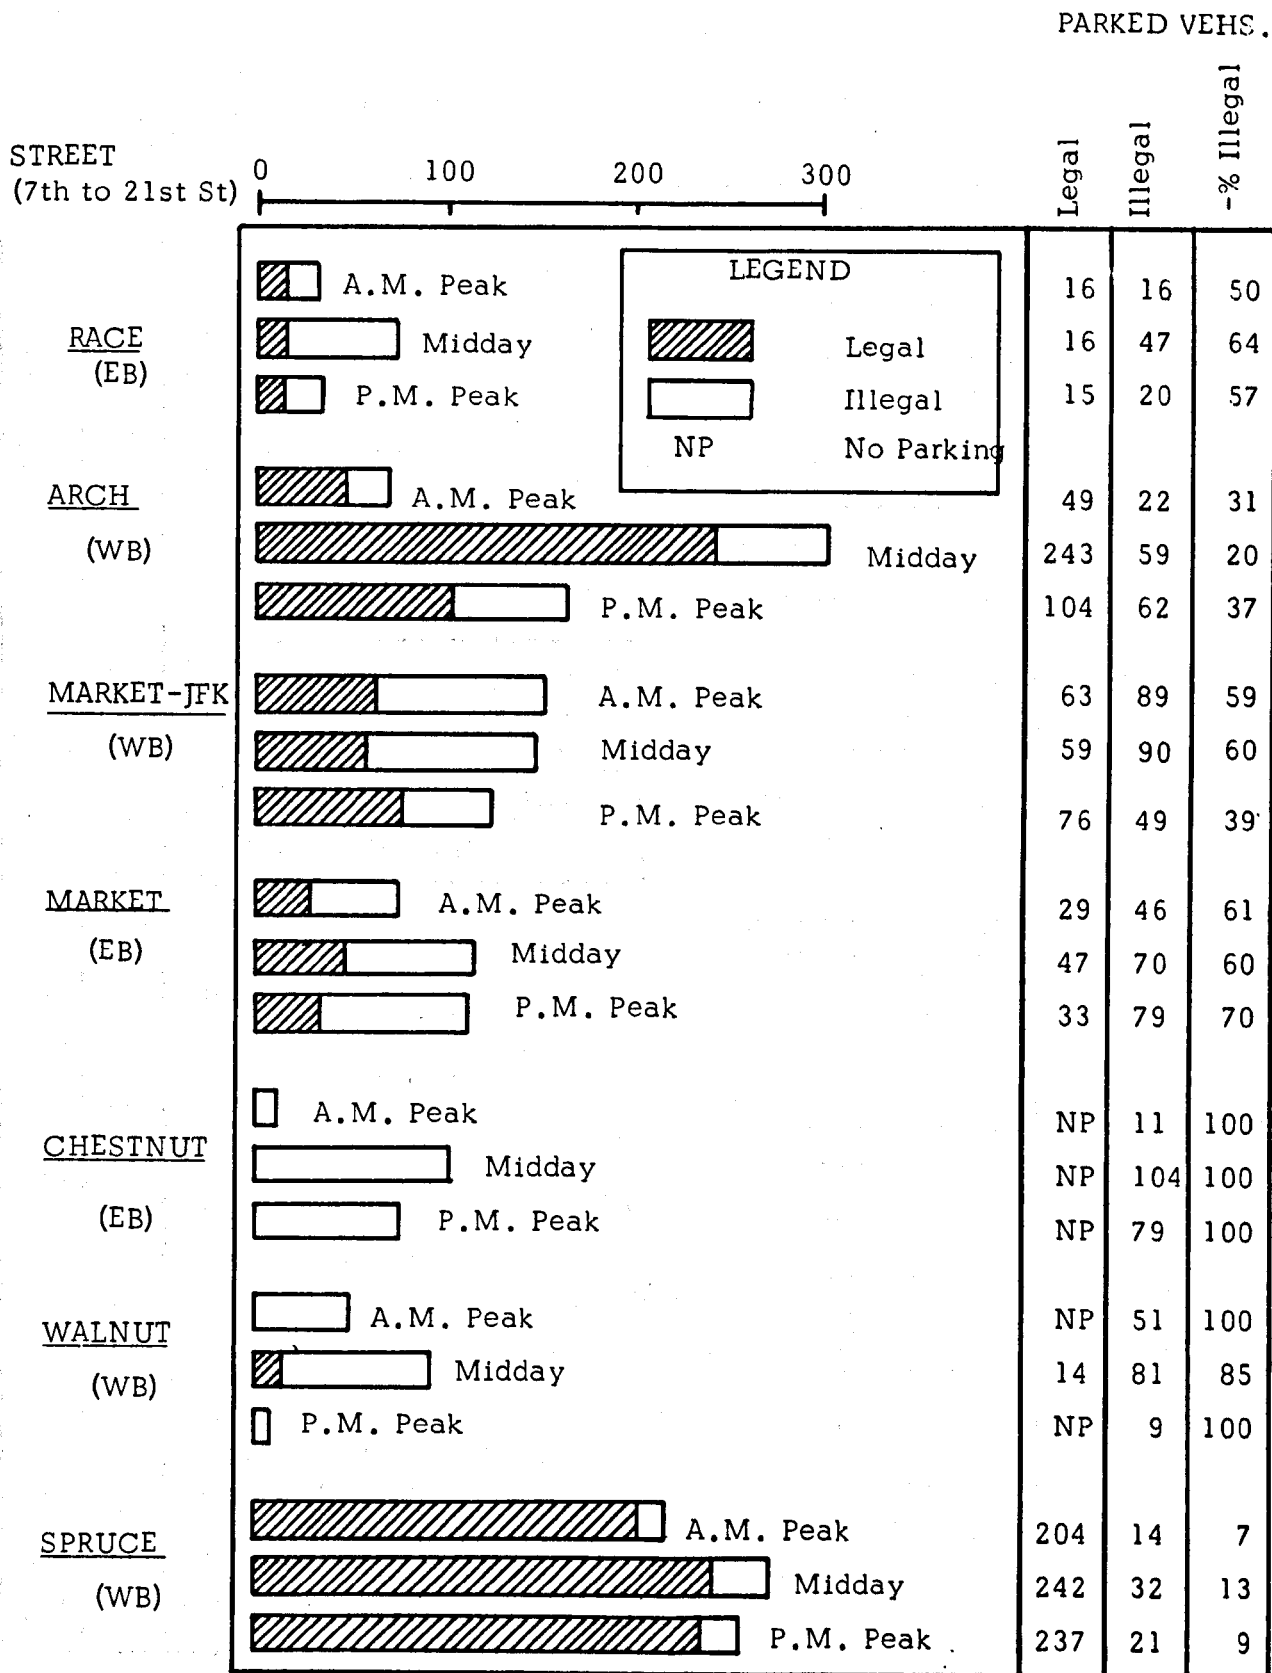 PARKED VEHS.
STREET
(7th to 21st St)
0 100 200 300
Legal Illegal -% Illegal
LEGEND
Legal
Illegal
NP No Parking
RACE
(EB)
A.M. Peak 16 16 50
Midday 16 47 64
P.M. Peak 15 20 57
ARCH
(WB)
A.M. Peak 49 22 31
Midday 243 59 20
P.M. Peak 104 62 37
MARKET-JFK
(WB)
A.M. Peak 63 89 59
Midday 59 90 60
P.M. Peak 76 49 39
MARKET
(EB)
A.M. Peak 29 46 61
Midday 47 70 60
P.M. Peak 33 79 70
CHESTNUT
(EB)
A.M. Peak NP 11 100
Midday NP 104 100
P.M. Peak NP 79 100
WALNUT
(WB)
A.M. Peak NP 51 100
Midday 14 81 85
P.M. Peak NP 9 100
SPRUCE
(WB)
A.M. Peak 204 14 7
Midday 242 32 13
P.M. Peak 237 21 9